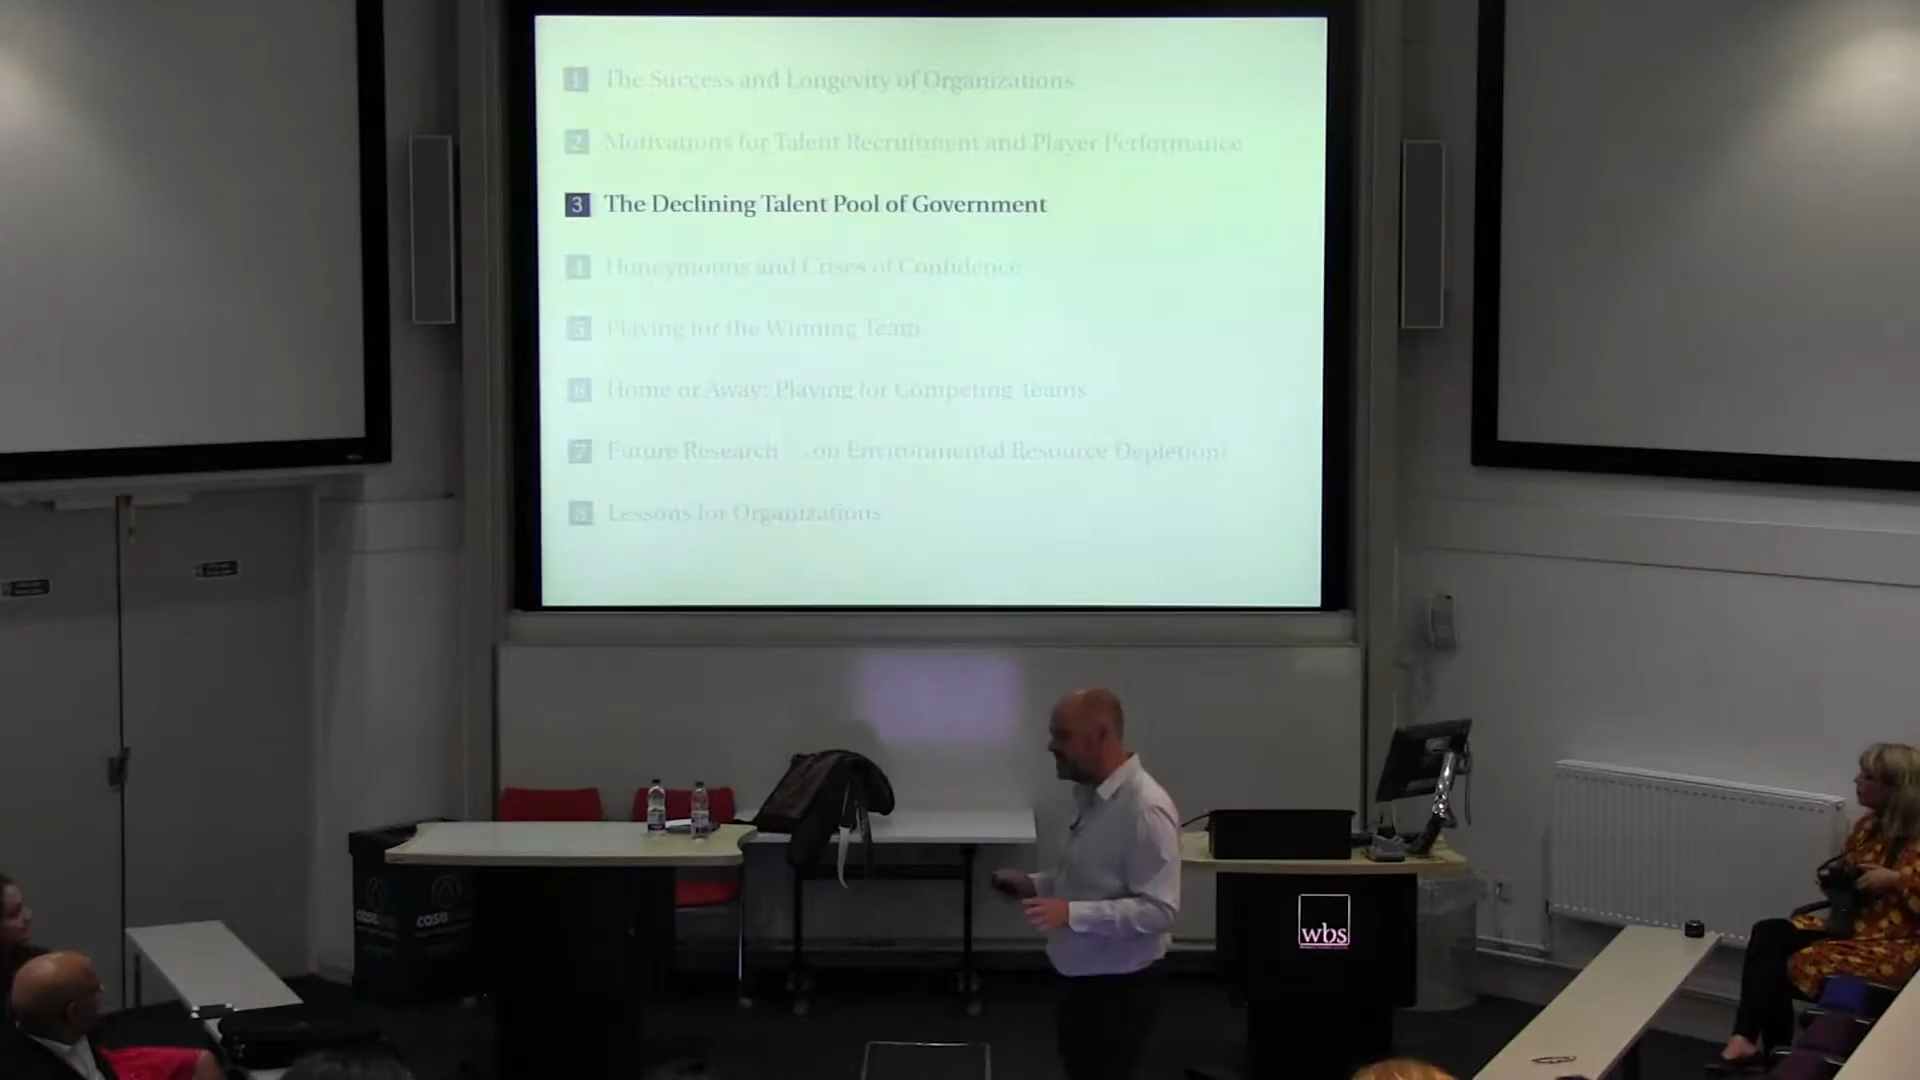 1 The Success and Longevity of Organizations
2 Motivations for Talent Recruitment and Player Performance
3 The Declining Talent Pool of Government
4 Honeymoons and Crises of Confidence
5 Playing for the Winning Team
6 Home or Away: Playing for Competing Teams
7 Future Research ... on Environmental Resource Depletion!
8 Lessons for Organizations
wbs